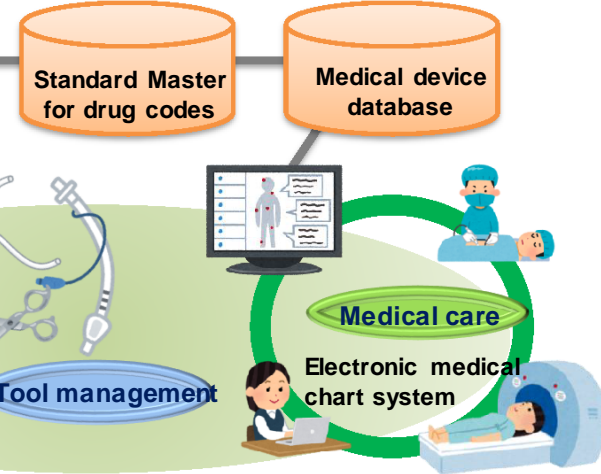 Standard Master
for drug codes
Medical device
database
Medical care
Electronic medical
chart system
Tool management